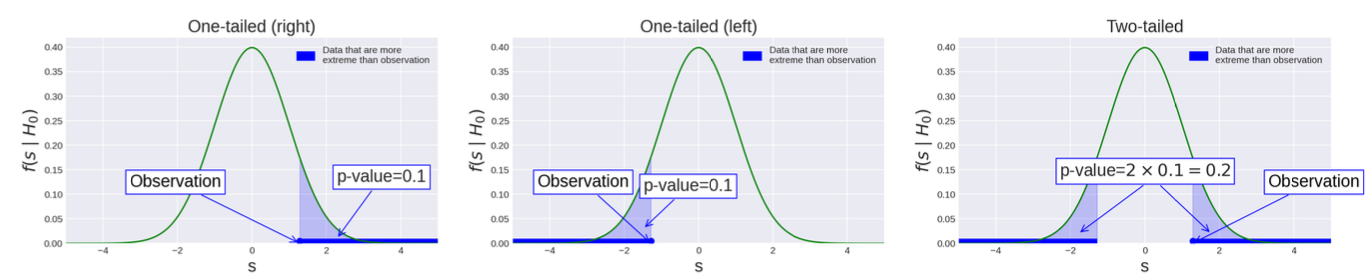 One-tailed (right)
0.40
0.35
0.30
0.25
0.20
0.15
0.10
0.05
0.00
f(s | H0)
Data that are more
extreme than observation
Observation
p-value=0.1
−4
−2
0
2
4
s
One-tailed (left)
0.40
0.35
0.30
0.25
0.20
0.15
0.10
0.05
0.00
f(s | H0)
Data that are more
extreme than observation
Observation
p-value=0.1
−4
−2
0
2
4
s
Two-tailed
0.40
0.35
0.30
0.25
0.20
0.15
0.10
0.05
0.00
f(s | H0)
Data that are more
extreme than observation
p-value=2 × 0.1 = 0.2
Observation
−4
−2
0
2
4
s